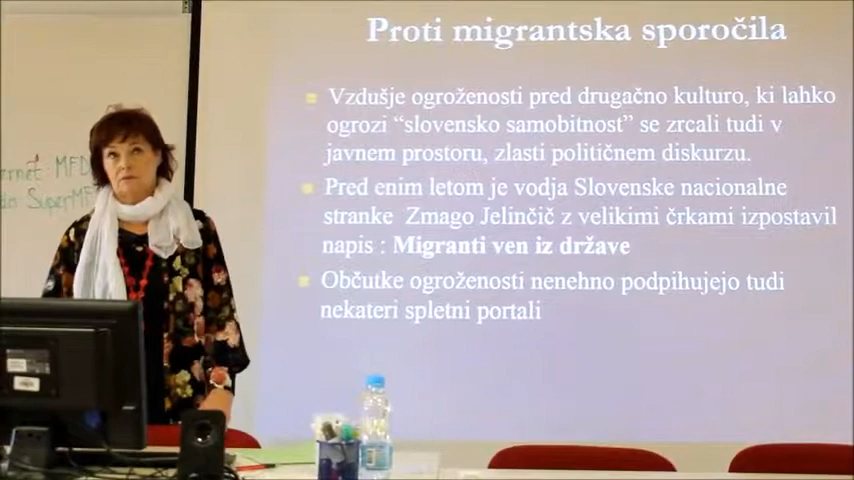 Proti migrantska sporočila
Vzdušje ogroženosti pred drugačno kulturo, ki lahko
ogrozi “slovensko samobitnost” se zrcali tudi v
javnem prostoru, zlasti političnem diskurzu.
Pred enim letom je vodja Slovenske nacionalne
stranke Zmago Jelinčič z velikimi črkami izpostavil
napis : Migranti ven iz države
Občutke ogroženosti nenehno podpihujejo tudi
nekateri spletni portali